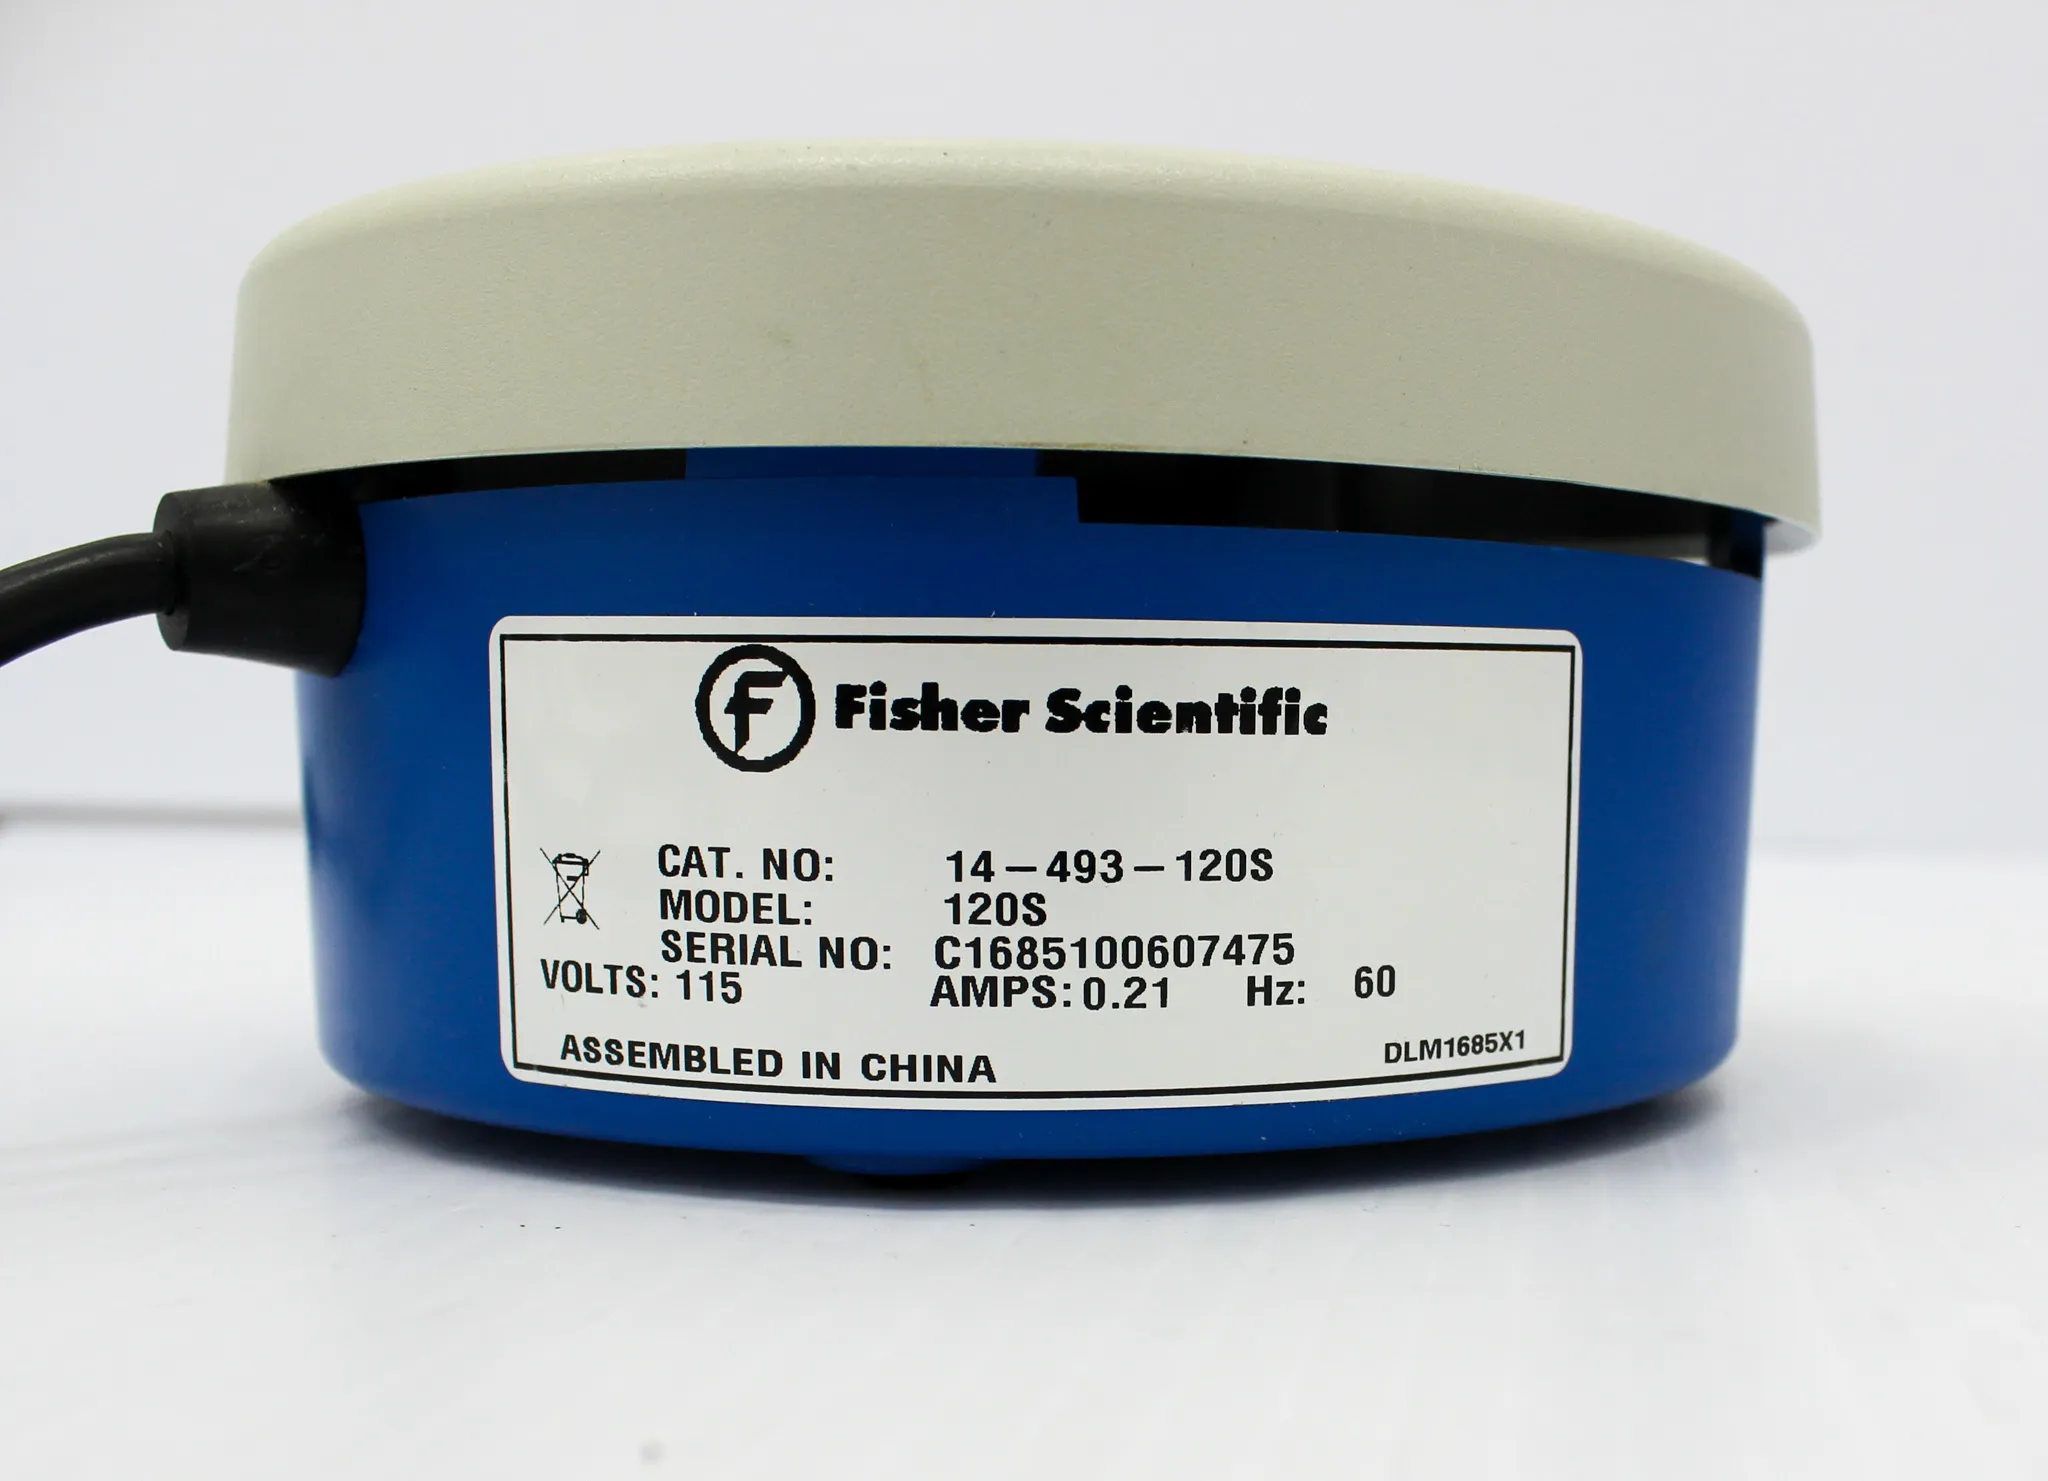 Fisher Scientific
CAT. NO: 14-493-120S
MODEL: 120S
SERIAL NO: C1685100607475
VOLTS: 115 AMPS: 0.21 Hz: 60
ASSEMBLED IN CHINA DLM1685X1